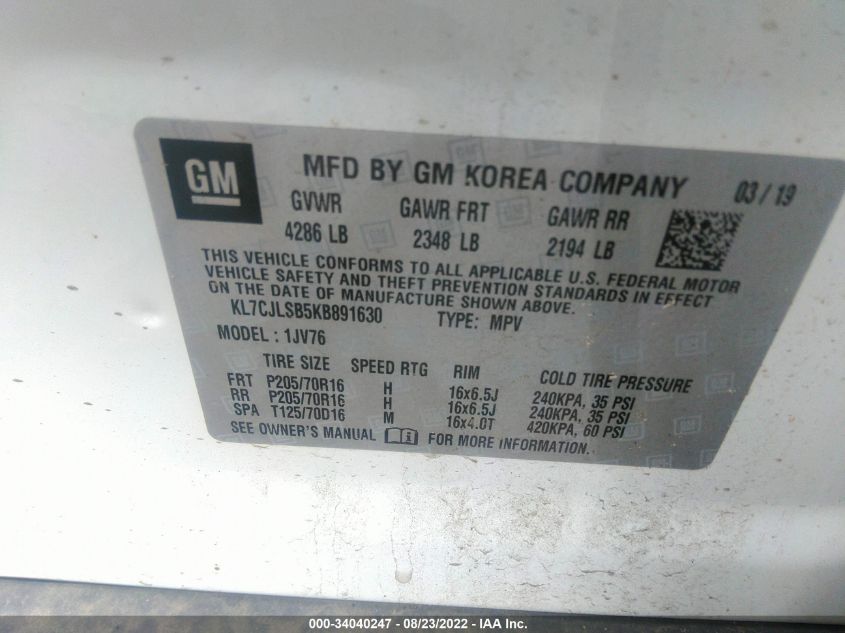 GM
MFD BY GM KOREA COMPANY 03/19
GVWR GAWR FRT GAWR RR
4286 LB 2348 LB 2194 LB
THIS VEHICLE CONFORMS TO ALL APPLICABLE U.S. FEDERAL MOTOR
VEHICLE SAFETY AND THEFT PREVENTION STANDARDS IN EFFECT
ON THE DATE OF MANUFACTURE SHOWN ABOVE.
KL7CJLSB5KB891630 TYPE: MPV
MODEL: 1JV76
TIRE SIZE SPEED RTG RIM COLD TIRE PRESSURE
FRT P205/70R16 H 16x6.5J 240KPA, 35 PSI
RR P205/70R16 H 16x6.5J 240KPA, 35 PSI
SPA T125/70D16 M 16x4.0T 420KPA, 60 PSI
SEE OWNER'S MANUAL FOR MORE INFORMATION.
000-34040247 - 08/23/2022 - IAA Inc.